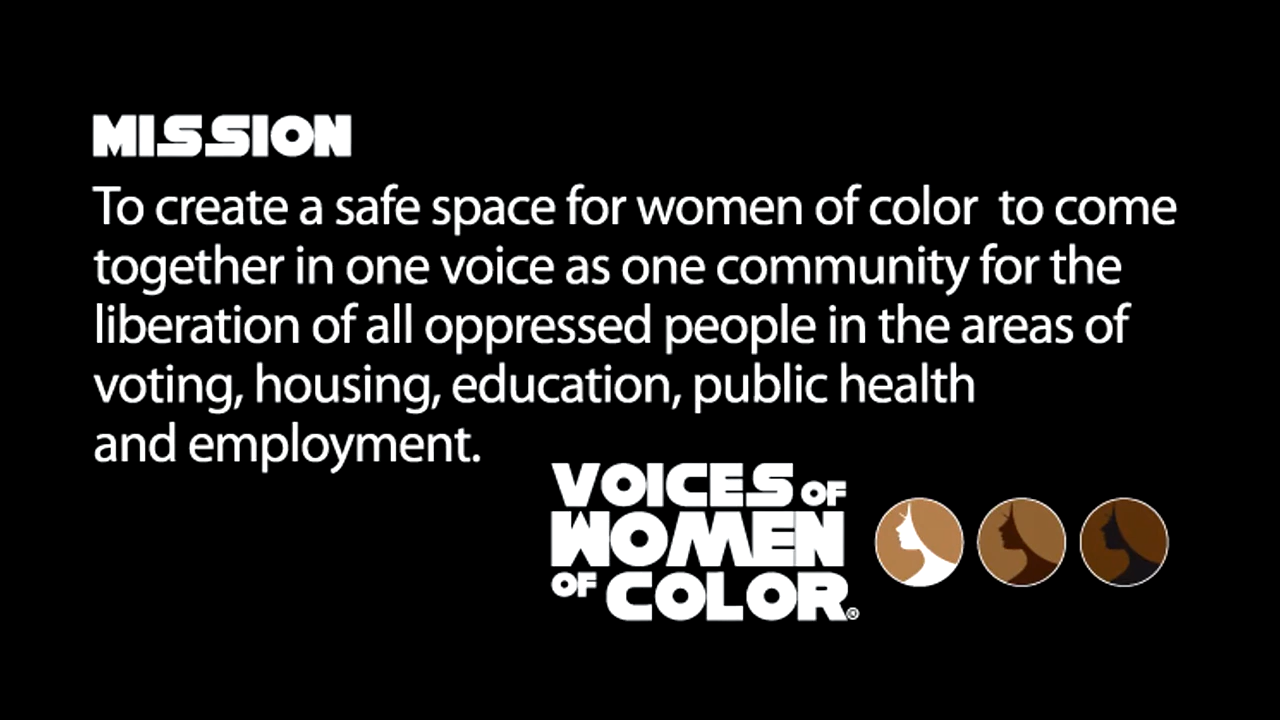 MISSION
To create a safe space for women of color  to come
together in one voice as one community for the
liberation of all oppressed people in the areas of
voting, housing, education, public health
and employment.
VOICES OF
WOMEN
OF COLOR®